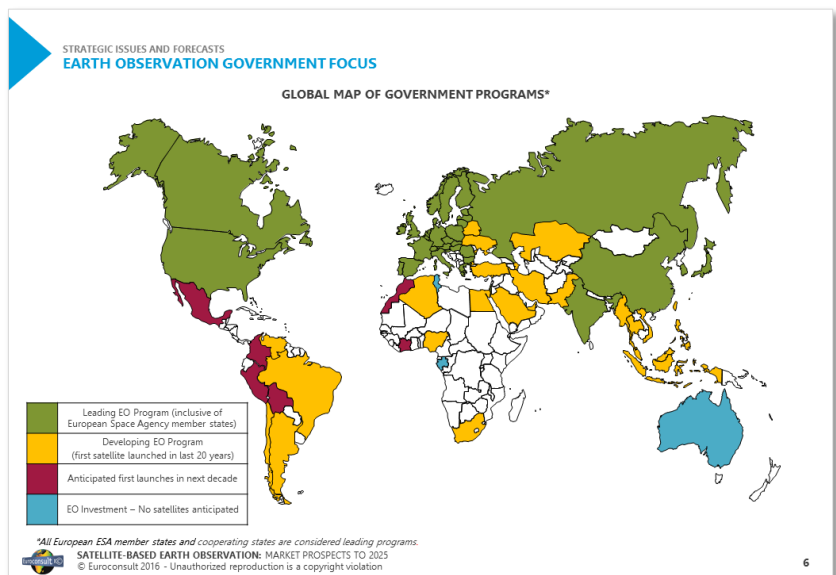 STRATEGIC ISSUES AND FORECASTS
EARTH OBSERVATION GOVERNMENT FOCUS
GLOBAL MAP OF GOVERNMENT PROGRAMS*
Leading EO Program (inclusive of
European Space Agency member
states)
Developing EO Program
(first satellite launched in last 20 years)
Anticipated first launches in next decade
EO Investment – No satellites anticipated
*All European ESA member states and cooperating states are considered leading programs.
euroconsult
SATELLITE-BASED EARTH OBSERVATION: MARKET PROSPECTS TO 2025
© Euroconsult 2016 - Unauthorized reproduction is a copyright violation
6